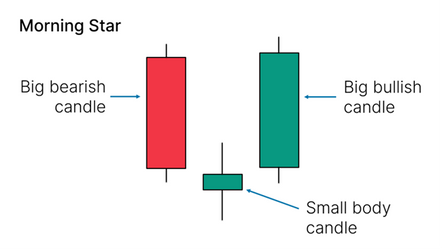 Morning Star
Big bearish
candle
Big bullish
candle
Small body
candle